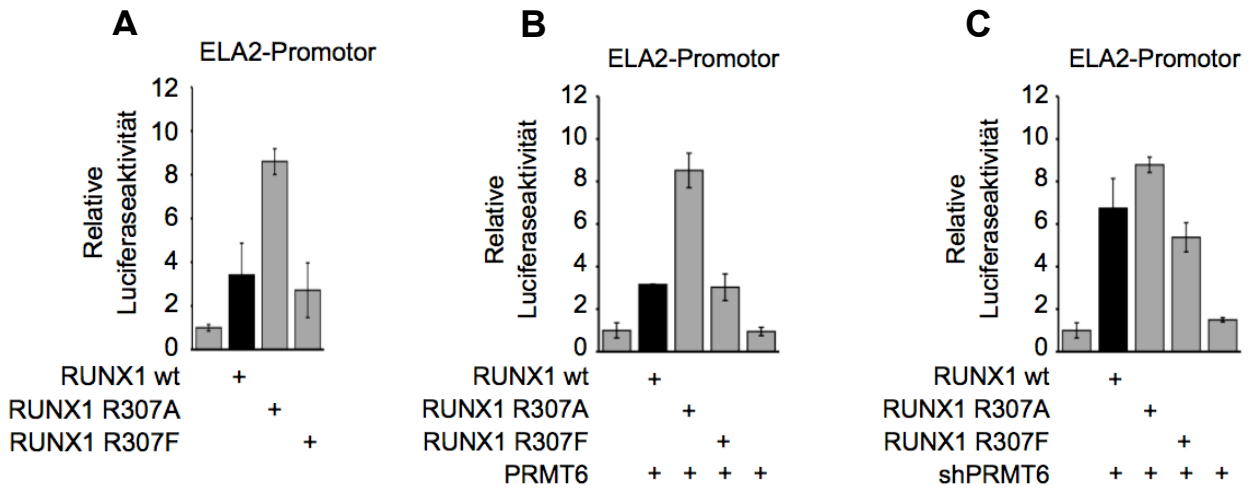 A
ELA2-Promotor
Relative
Luciferaseaktivität
12
10
8
6
4
2
0
RUNX1 wt +
RUNX1 R307A +
RUNX1 R307F +
B
ELA2-Promotor
Relative
Luciferaseaktivität
12
10
8
6
4
2
0
RUNX1 wt +
RUNX1 R307A +
RUNX1 R307F +
PRMT6 + + + +
C
ELA2-Promotor
Relative
Luciferaseaktivität
12
10
8
6
4
2
0
RUNX1 wt +
RUNX1 R307A +
RUNX1 R307F +
shPRMT6 + + + +